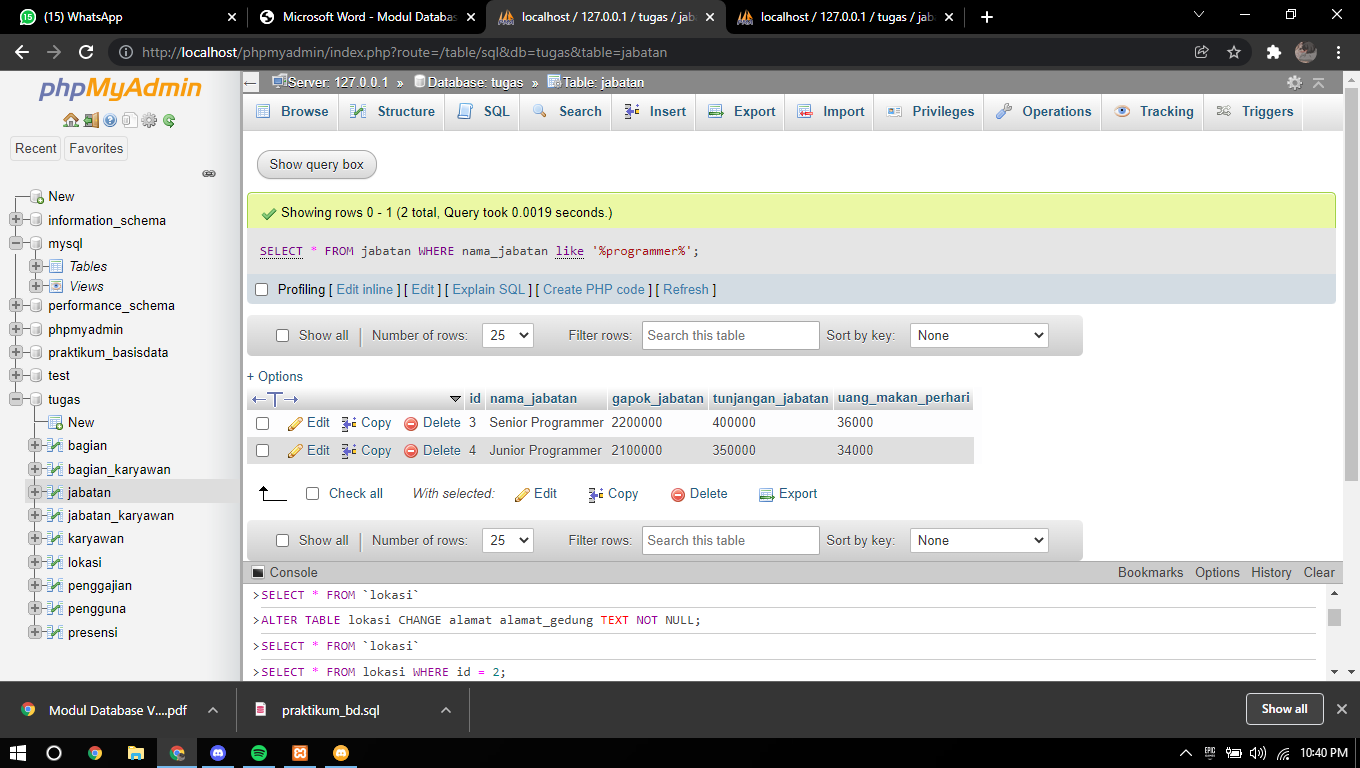 (15) WhatsApp
Microsoft Word - Modul Databas
localhost / 127.0.0.1 / tugas / jab
localhost / 127.0.0.1 / tugas / jab
http://localhost/phpmyadmin/index.php?route=/table/sql&db=tugas&table=jabatan
phpMyAdmin
Recent
Favorites
New
information_schema
mysql
Tables
Views
performance_schema
phpmyadmin
praktikum_basisdata
test
tugas
New
bagian
bagian_karyawan
jabatan
jabatan_karyawan
karyawan
lokasi
penggajian
pengguna
presensi
Server: 127.0.0.1 » Database: tugas » Table: jabatan
Browse Structure SQL Search Insert Export Import Privileges Operations Tracking Triggers
Show query box
Showing rows 0 - 1 (2 total, Query took 0.0019 seconds.)
SELECT * FROM jabatan WHERE nama_jabatan like '%programmer%';
Profiling [ Edit inline ] [ Edit ] [ Explain SQL ] [ Create PHP code ] [ Refresh ]
Show all Number of rows: 25 Filter rows: Search this table Sort by key: None
+ Options
←T→ id nama_jabatan gapok_jabatan tunjangan_jabatan uang_makan_perhari
Edit Copy Delete 3 Senior Programmer 2200000 400000 36000
Edit Copy Delete 4 Junior Programmer 2100000 350000 34000
Check all With selected: Edit Copy Delete Export
Show all Number of rows: 25 Filter rows: Search this table Sort by key: None
Console Bookmarks Options History Clear
>SELECT * FROM `lokasi`
>ALTER TABLE lokasi CHANGE alamat alamat_gedung TEXT NOT NULL;
>SELECT * FROM `lokasi`
>SELECT * FROM lokasi WHERE id = 2;
Modul Database V....pdf
praktikum_bd.sql
Show all
EPIC
10:40 PM